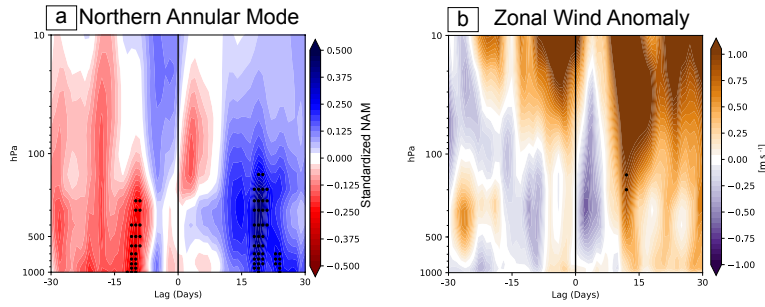 a Northern Annular Mode
10
100
500
1000
hPa
-30 -15 0 15 30
Lag (Days)
0.500
0.375
0.250
0.125
0.000
−0.125
−0.250
−0.375
−0.500
Standardized NAM
b Zonal Wind Anomaly
10
100
500
1000
hPa
-30 -15 0 15 30
Lag (Days)
1.00
0.75
0.50
0.25
0.00
−0.25
−0.50
−0.75
−1.00
[m s⁻¹]